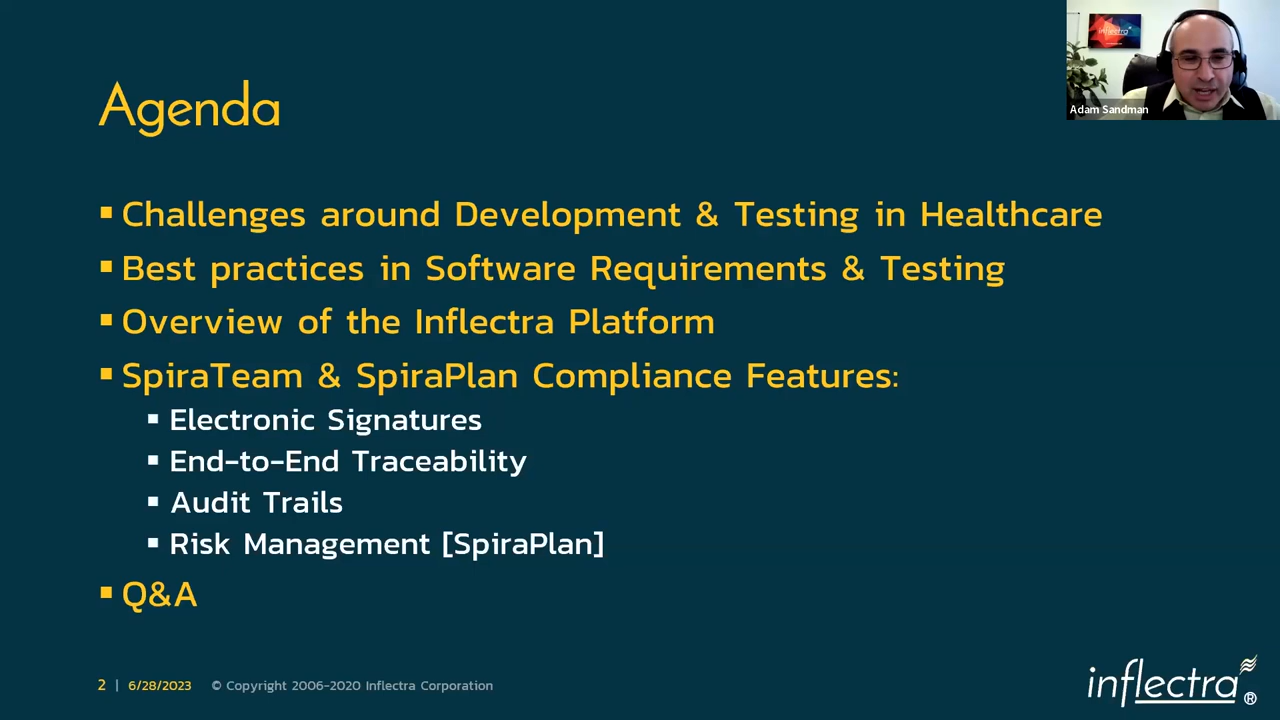 inflectra
Adam Sandman
Agenda
▪ Challenges around Development & Testing in Healthcare
▪ Best practices in Software Requirements & Testing
▪ Overview of the Inflectra Platform
▪ SpiraTeam & SpiraPlan Compliance Features:
▪ Electronic Signatures
▪ End-to-End Traceability
▪ Audit Trails
▪ Risk Management [SpiraPlan]
▪ Q&A
2 | 6/28/2023 © Copyright 2006-2020 Inflectra Corporation
inflectra®